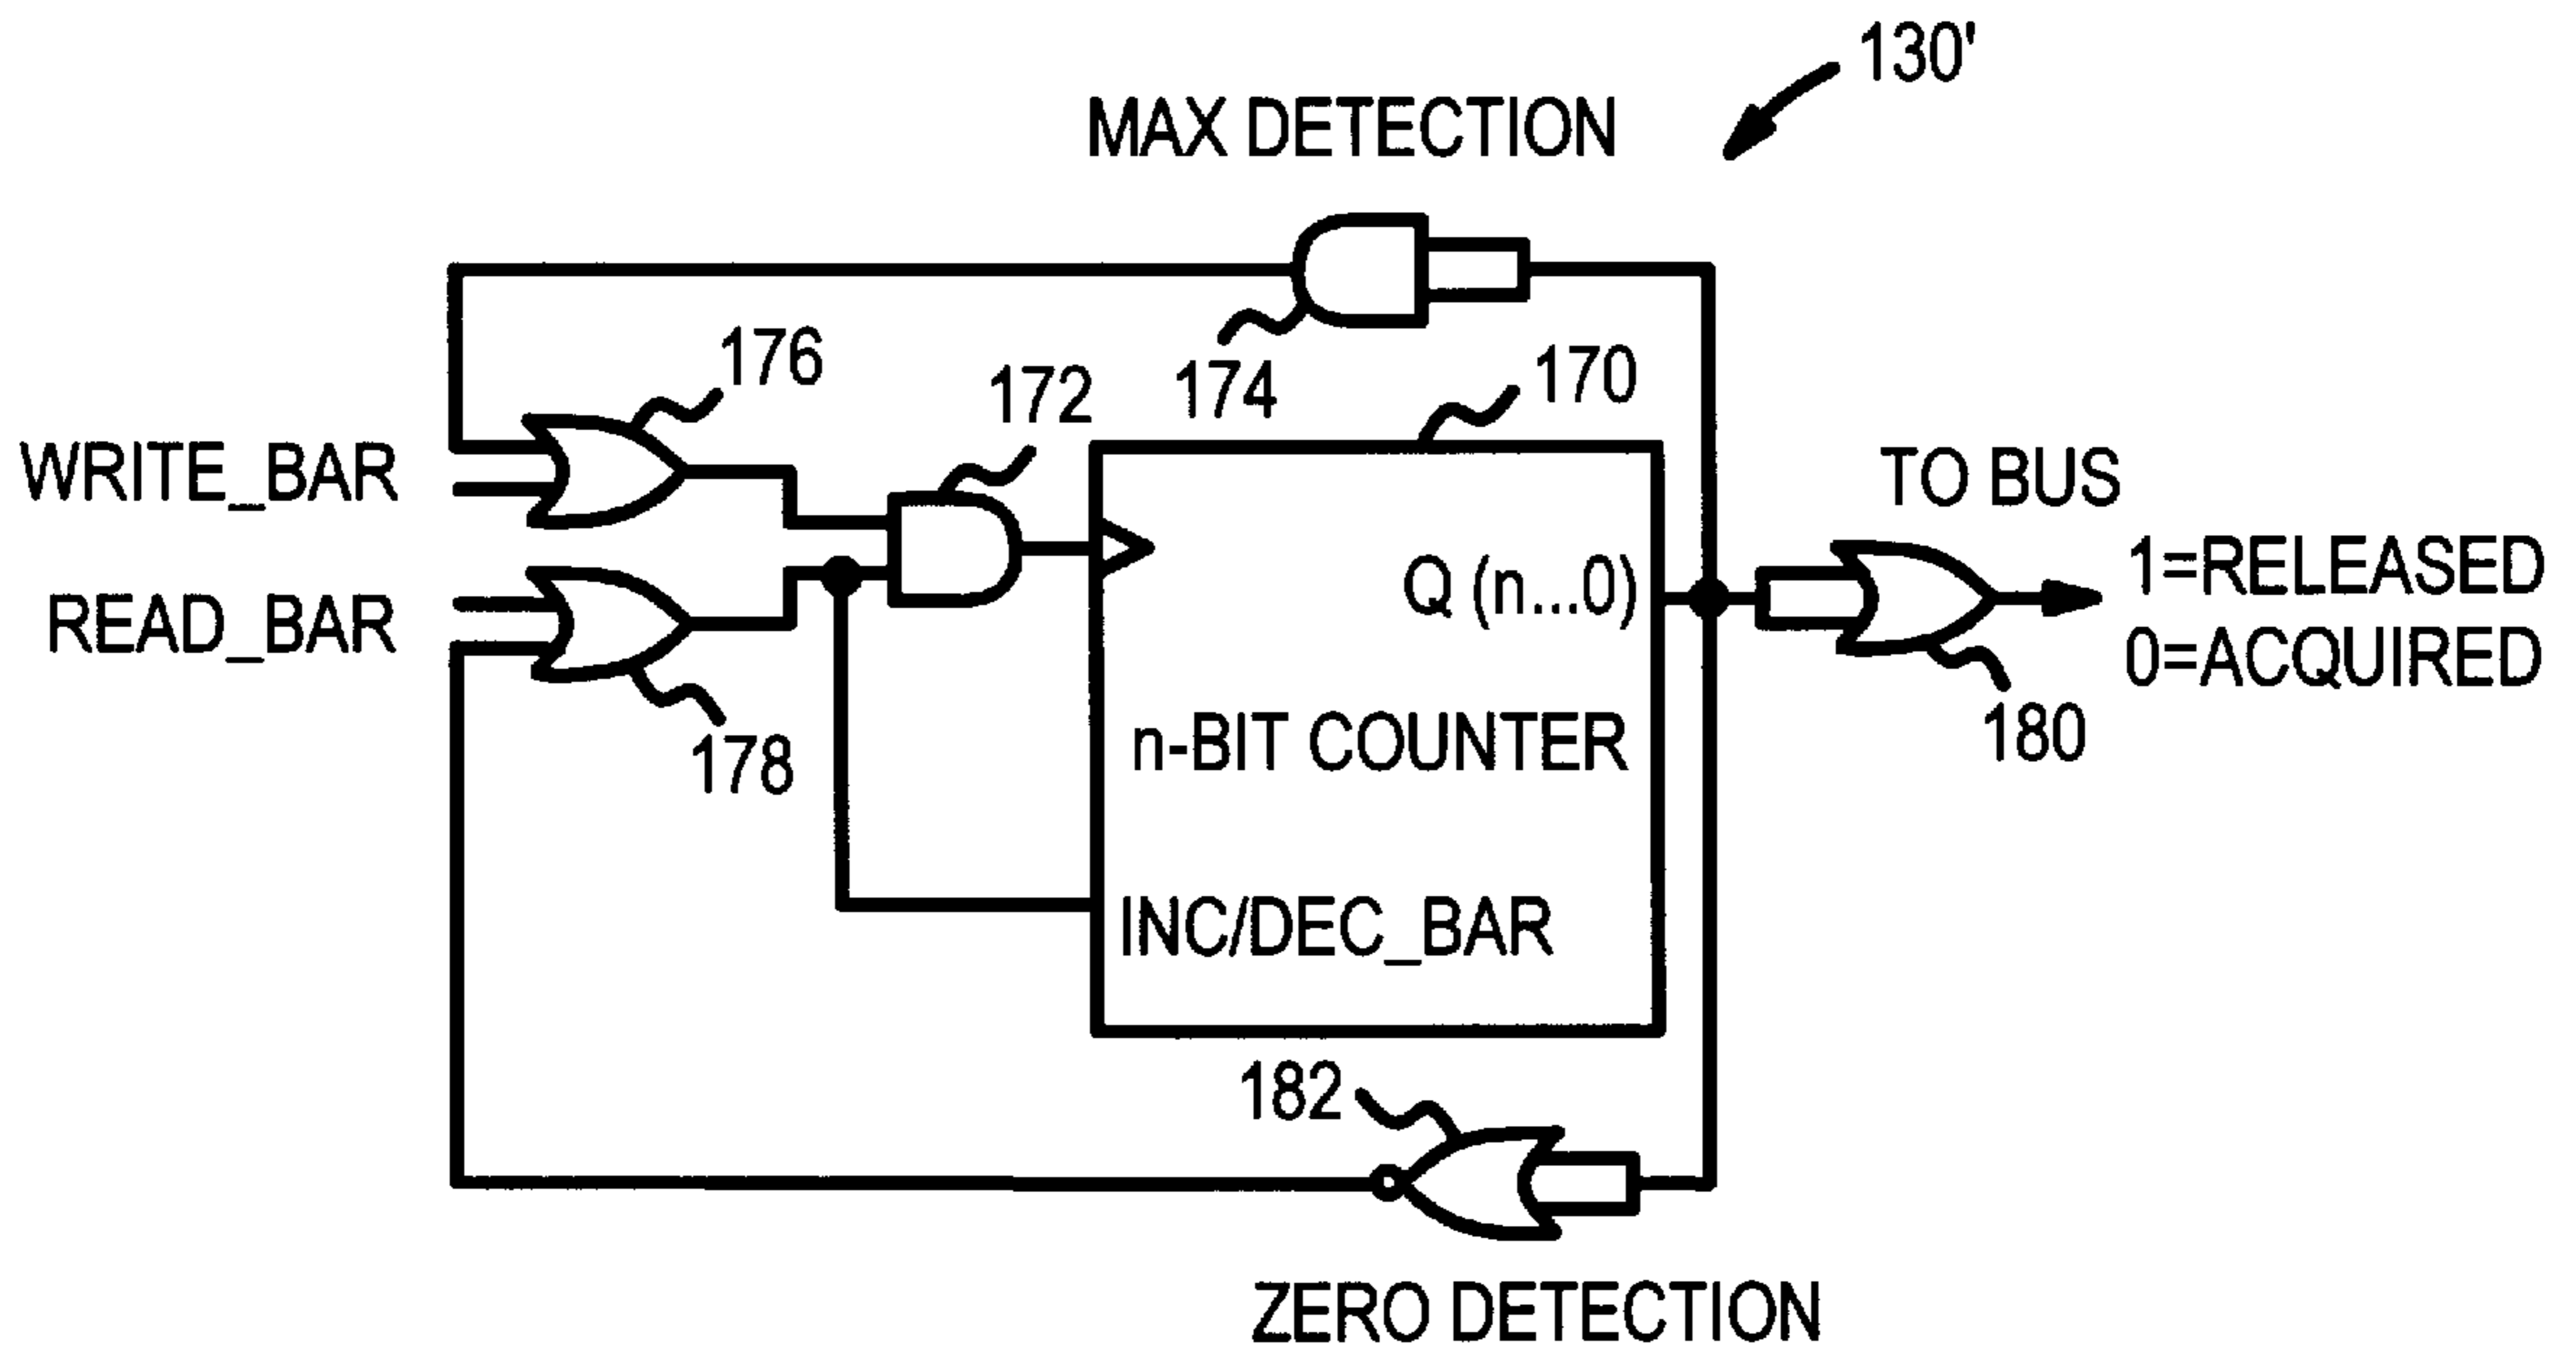 130'
MAX DETECTION
174
176
172
170
WRITE_BAR
READ_BAR
178
Q (n...0)
n-BIT COUNTER
INC/DEC_BAR
TO BUS
1=RELEASED
0=ACQUIRED
180
182
ZERO DETECTION